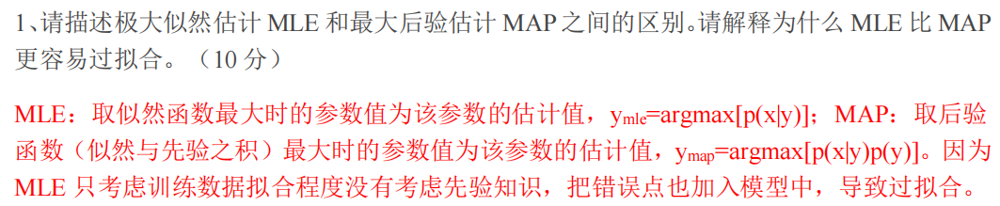 1、请描述极大似然估计 MLE 和最大后验估计 MAP 之间的区别。请解释为什么 MLE 比 MAP
更容易过拟合。（10 分）
MLE：取似然函数最大时的参数值为该参数的估计值，ymle=argmax[p(x|y)]；MAP：取后验
函数（似然与先验之积）最大时的参数值为该参数的估计值，ymap=argmax[p(x|y)p(y)]。因为
MLE 只考虑训练数据拟合程度没有考虑先验知识，把错误点也加入模型中，导致过拟合。